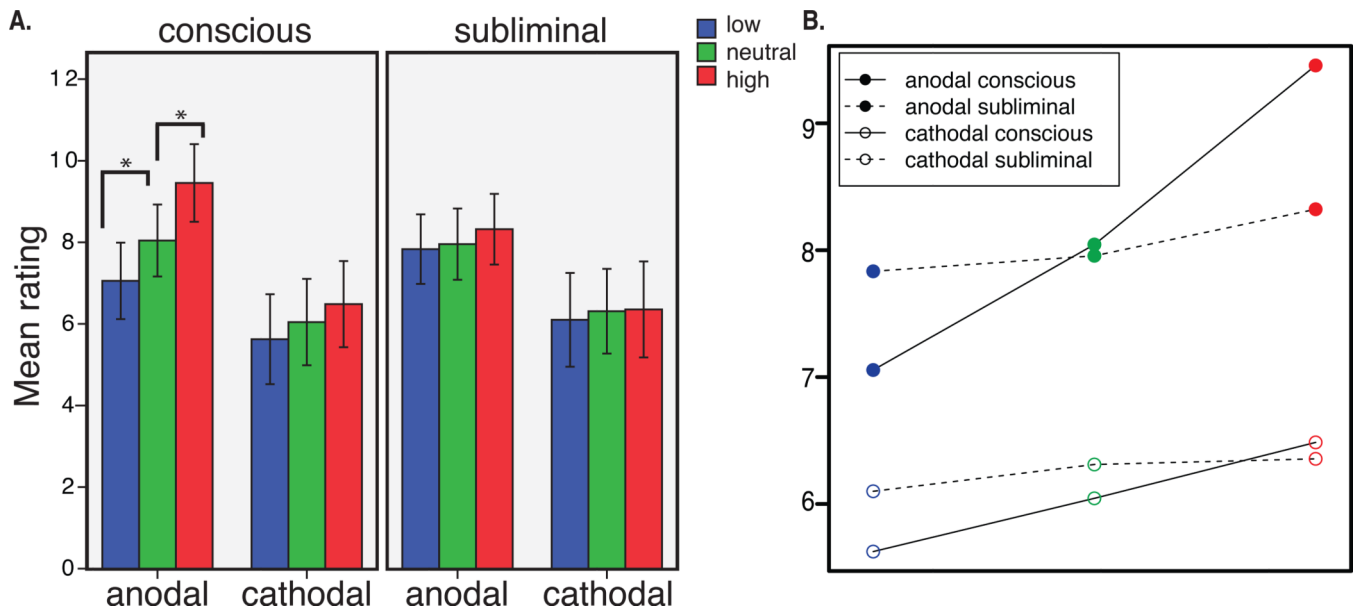 A.
conscious
subliminal
low
neutral
high
Mean rating
12
10
8
6
4
2
0
*
*
anodal
cathodal
anodal
cathodal
B.
anodal conscious
anodal subliminal
cathodal conscious
cathodal subliminal
9
8
7
6